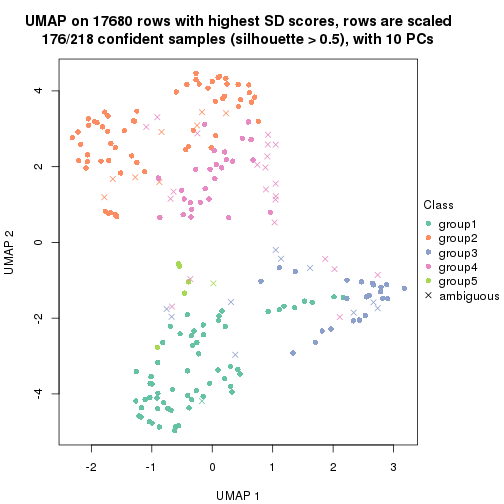 UMAP on 17680 rows with highest SD scores, rows are scaled
176/218 confident samples (silhouette > 0.5), with 10 PCs
4
2
0
-2
-4
UMAP 2
-2
-1
0
1
2
3
UMAP 1
Class
group1
group2
group3
group4
group5
ambiguous